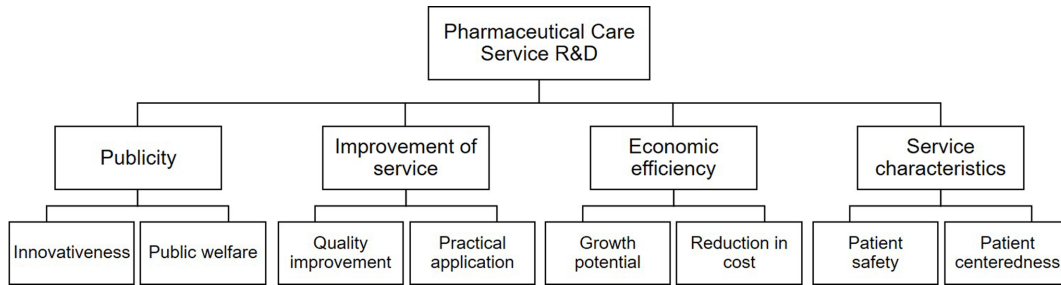 Pharmaceutical Care
Service R&D
Publicity
Improvement of
service
Economic
efficiency
Service
characteristics
Innovativeness
Public welfare
Quality
improvement
Practical
application
Growth
potential
Reduction in
cost
Patient
safety
Patient
centeredness